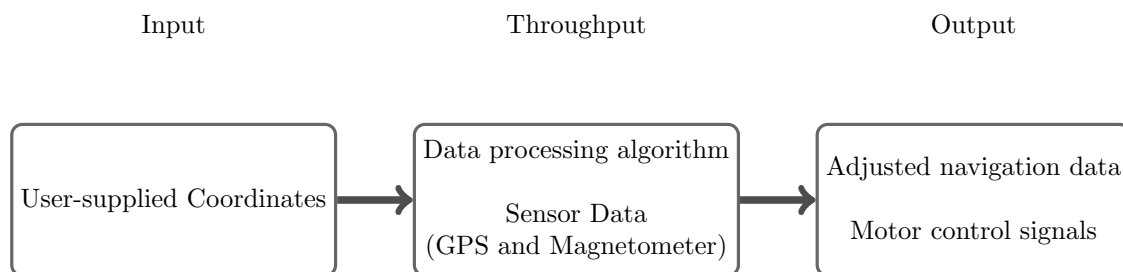 Input
Throughput
Output
User-supplied Coordinates
Data processing algorithm
Sensor Data
(GPS and Magnetometer)
Adjusted navigation data
Motor control signals